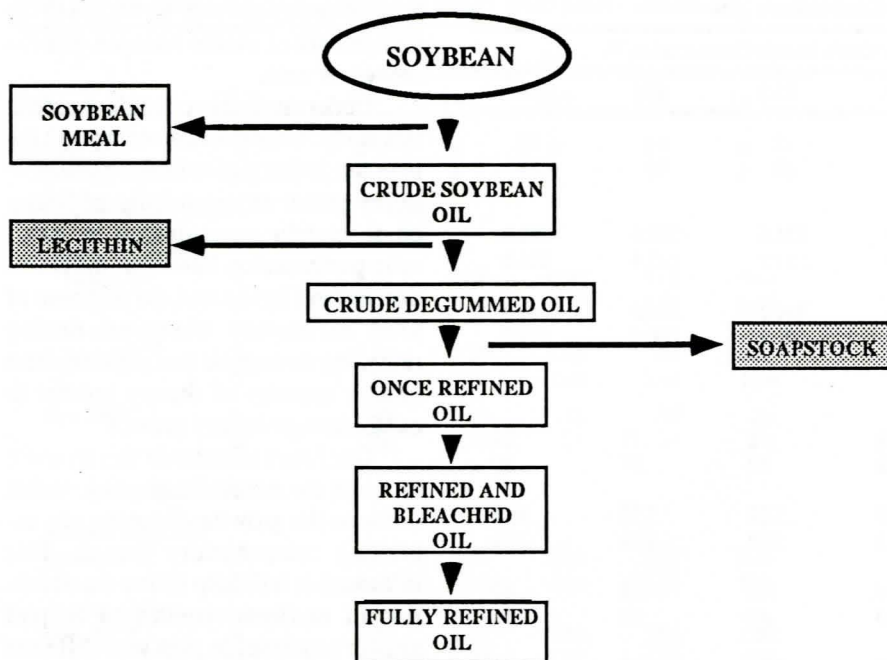 SOYBEAN
SOYBEAN
MEAL
CRUDE SOYBEAN
OIL
LECITHIN
CRUDE DEGUMMED OIL
SOAPSTOCK
ONCE REFINED
OIL
REFINED AND
BLEACHED
OIL
FULLY REFINED
OIL